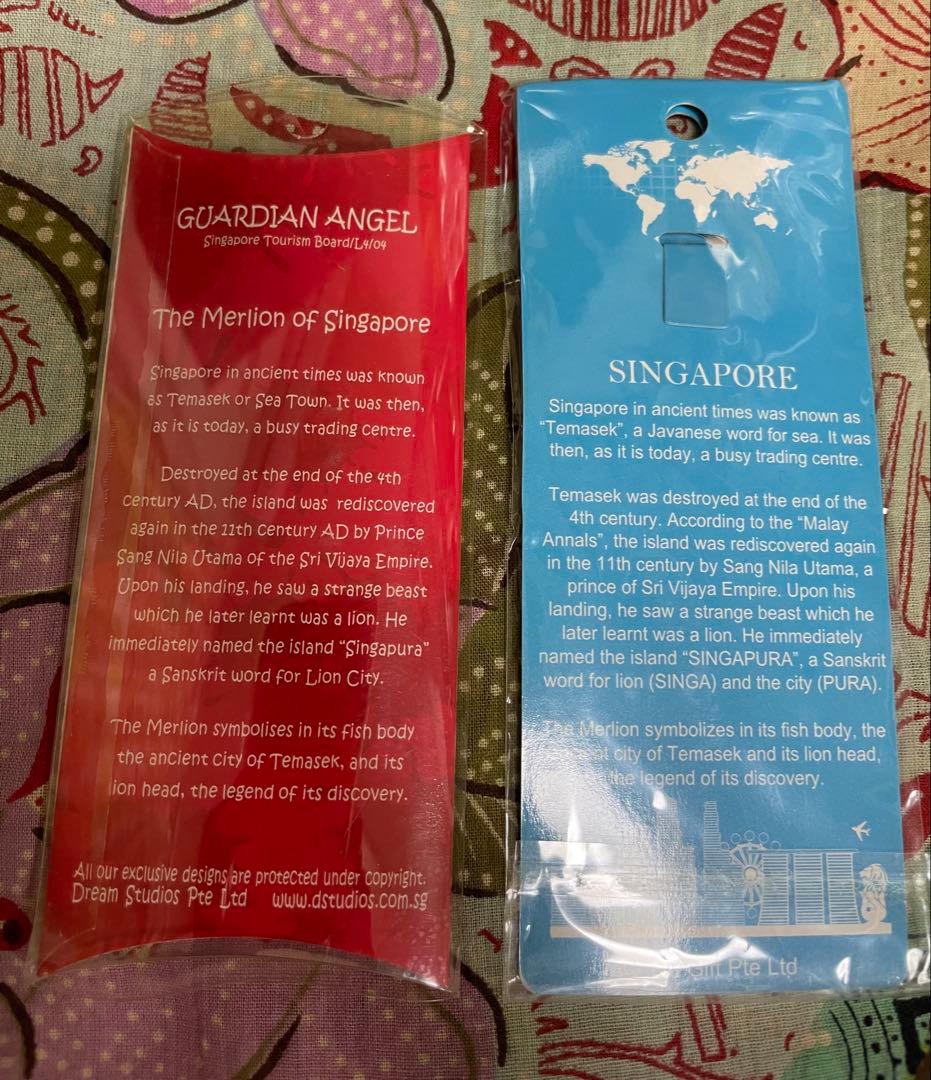 GUARDIAN ANGEL
Singapore Tourism Board/L4/04
The Merlion of Singapore
Singapore in ancient times was known
as Temasek or Sea Town. It was then,
as it is today, a busy trading centre.
Destroyed at the end of the 4th
century AD, the island was rediscovered
again in the 11th century AD by Prince
Sang Nila Utama of the Sri Vijaya Empire.
Upon his landing, he saw a strange beast
which he later learnt was a lion. He
immediately named the island "Singapura"
a Sanskrit word for Lion City.
The Merlion symbolises in its fish body
the ancient city of Temasek, and its
lion head, the legend of its discovery.
All our exclusive designs are protected under copyright.
Dream Studios Pte Ltd www.dstudios.com.sg
SINGAPORE
Singapore in ancient times was known as
"Temasek", a Javanese word for sea. It was
then, as it is today, a busy trading centre.
Temasek was destroyed at the end of the
4th century. According to the "Malay
Annals", the island was rediscovered again
in the 11th century by Sang Nila Utama, a
prince of Sri Vijaya Empire. Upon his
landing, he saw a strange beast which he
later learnt was a lion. He immediately
named the island "SINGAPURA", a Sanskrit
word for lion (SINGA) and the city (PURA).
The Merlion symbolizes in its fish body, the
city of Temasek and its lion head,
the legend of its discovery.
Gift Pte Ltd